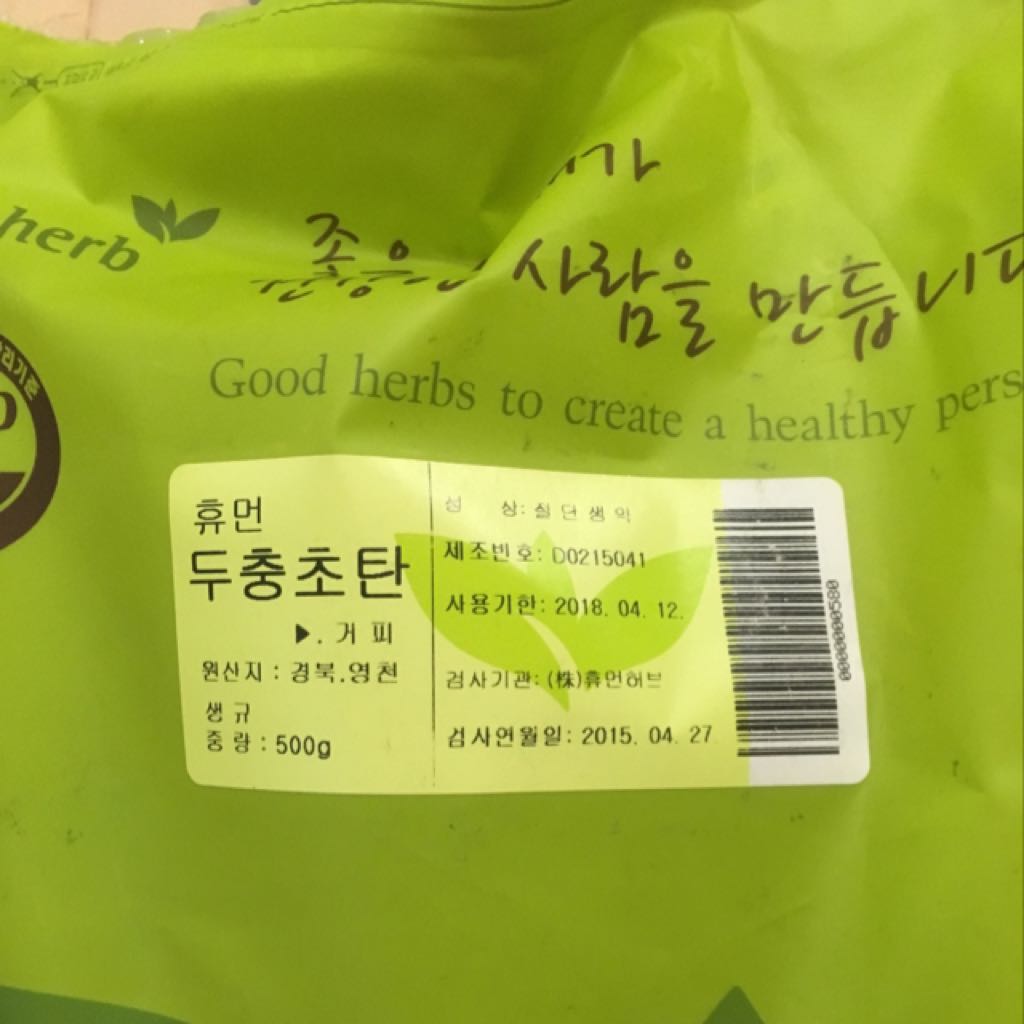 herb
좋은
사람을 만듭니다
Good herbs to create a healthy pers
휴먼
두충초탄
▶. 거 피
원산지 : 경북.영천
생 규
중 량 : 500g
성 상: 절 단 생 약
제조번호: D0215041
사용기한: 2018. 04. 12.
검사기관: (株)휴먼허브
검사연월일: 2015. 04. 27
0000000580